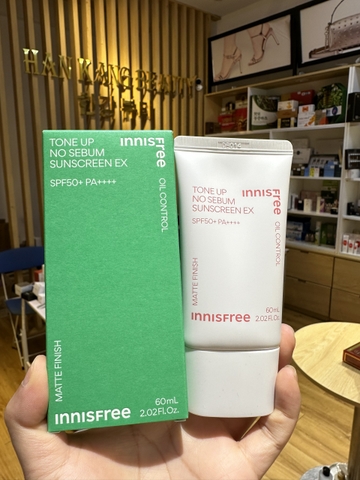 HAN KANG BEAUTY
TONE UP
NO SEBUM
SUNSCREEN EX
SPF50+ PA++++
innisfree
OIL CONTROL
MATTE FINISH
60mL
2.02Fl.Oz.
innisfree
TONE UP
NO SEBUM
SUNSCREEN EX
SPF50+ PA++++
innisfree
OIL CONTROL
MATTE FINISH
60mL
2.02Fl.Oz.
innisfree